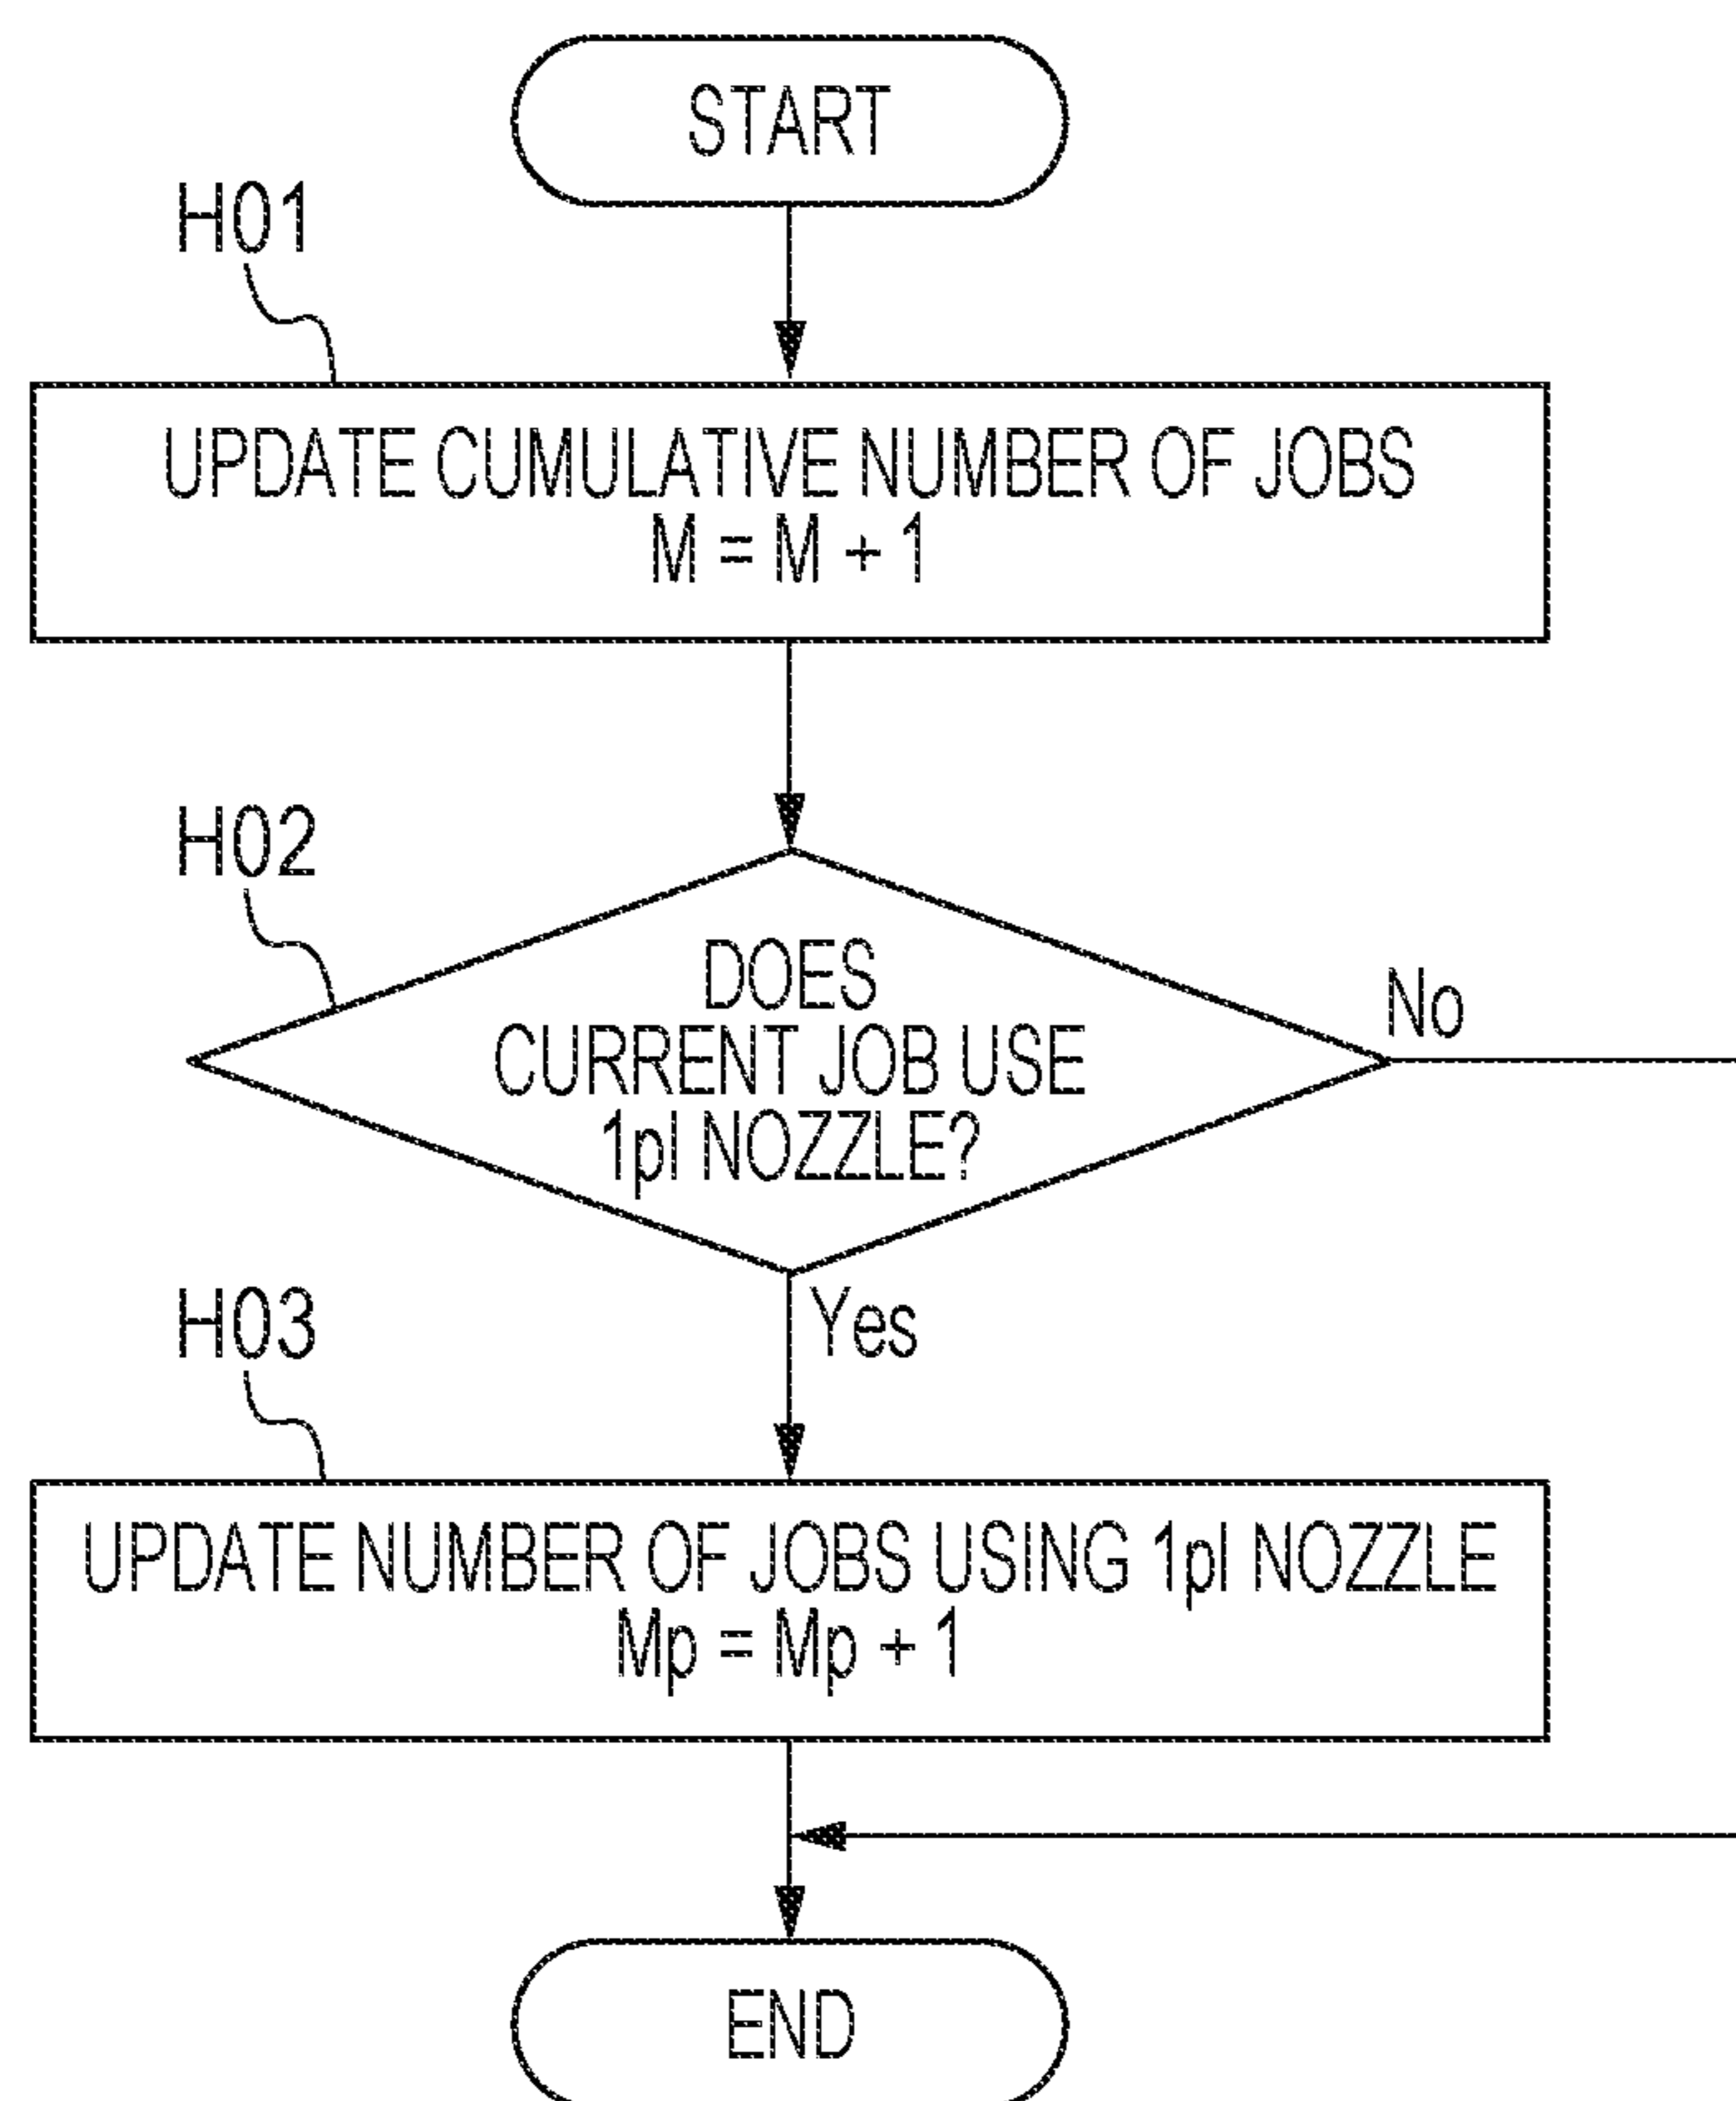 START
H01
UPDATE CUMULATIVE NUMBER OF JOBS
M = M + 1
H02
DOES
CURRENT JOB USE
1pl NOZZLE?
No
Yes
H03
UPDATE NUMBER OF JOBS USING 1pl NOZZLE
Mp = Mp + 1
END